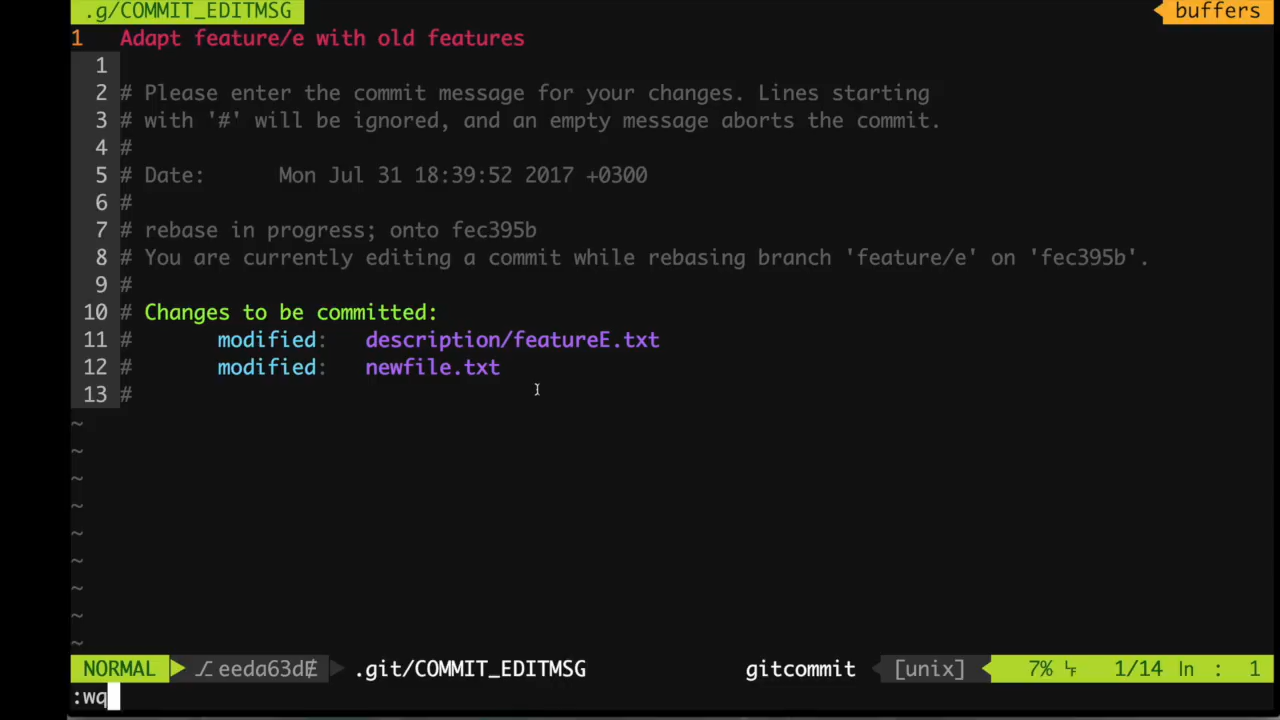 .g/COMMIT_EDITMSG buffers
1 Adapt feature/e with old features
1
2 # Please enter the commit message for your changes. Lines starting
3 # with '#' will be ignored, and an empty message aborts the commit.
4 #
5 # Date: Mon Jul 31 18:39:52 2017 +0300
6 #
7 # rebase in progress; onto fec395b
8 # You are currently editing a commit while rebasing branch 'feature/e' on 'fec395b'.
9 #
10 # Changes to be committed:
11 # modified: description/featureE.txt
12 # modified: newfile.txt
13 #
~
~
~
~
~
~
~
~
~
NORMAL eeda63d .git/COMMIT_EDITMSG gitcommit [unix] 7% 1/14 ln : 1
:wq